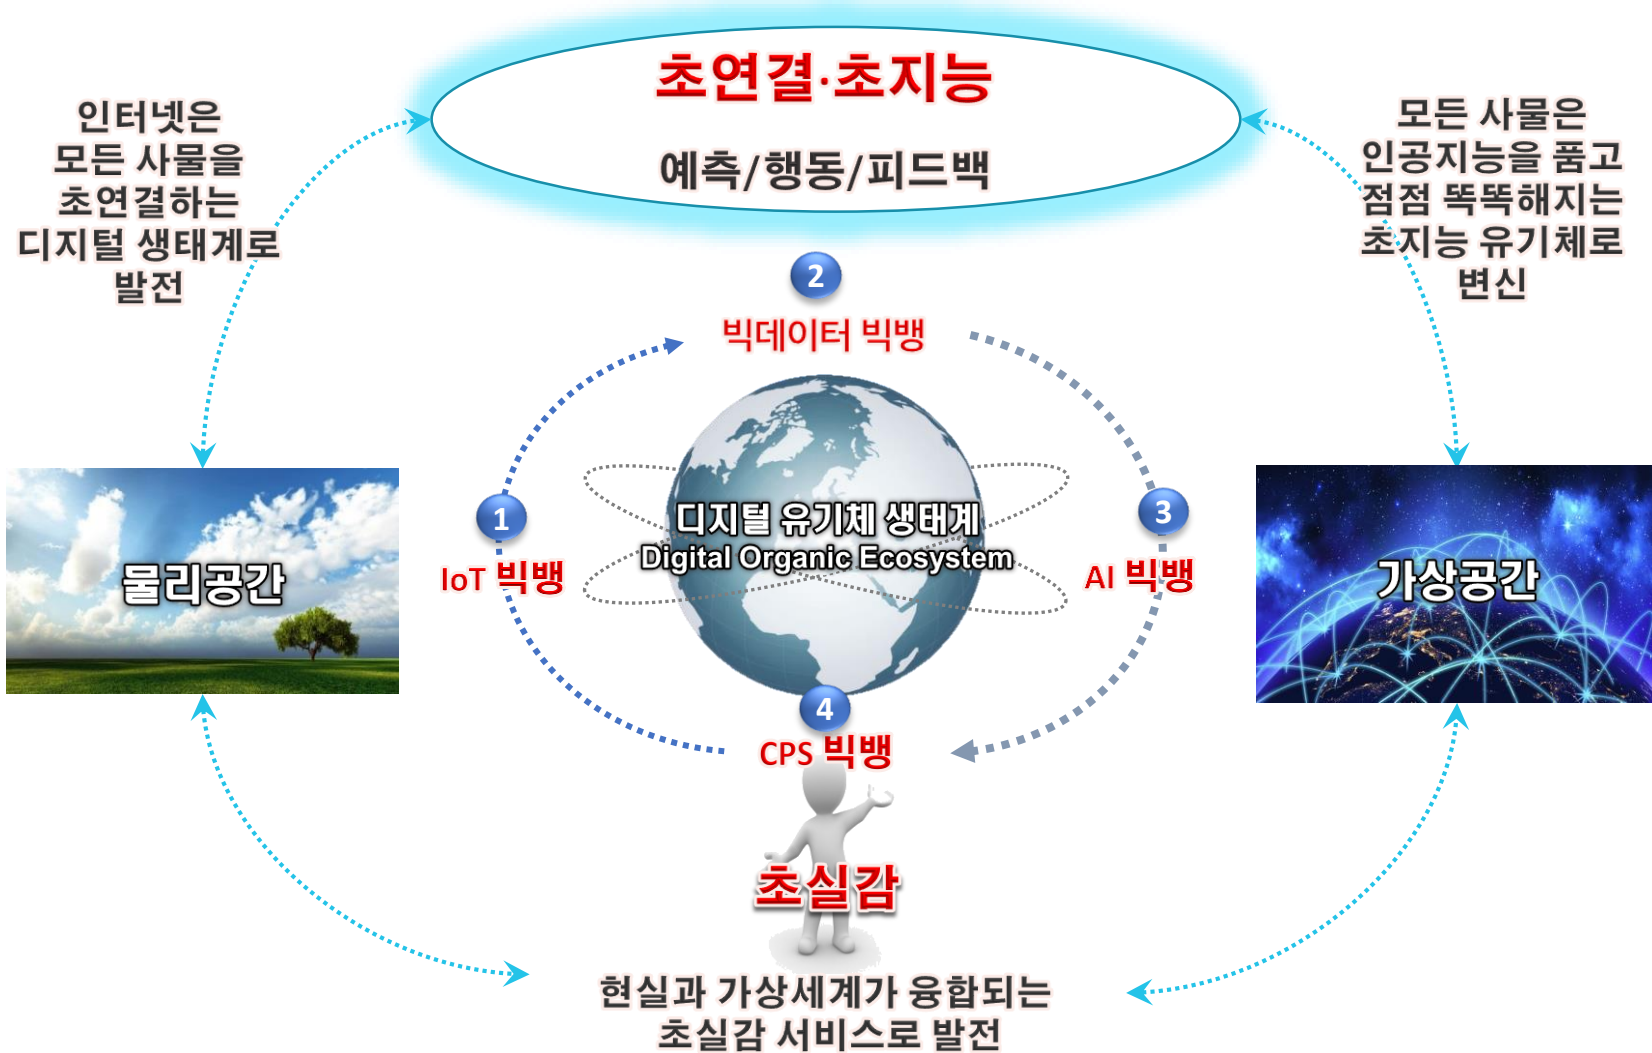 초연결·초지능
예측/행동/피드백
인터넷은
모든 사물을
초연결하는
디지털 생태계로
발전
모든 사물은
인공지능을 품고
점점 똑똑해지는
초지능 유기체로
변신
2
빅데이터 빅뱅
1
IoT 빅뱅
3
AI 빅뱅
디지털 유기체 생태계
Digital Organic Ecosystem
물리공간
가상공간
4
CPS 빅뱅
초실감
현실과 가상세계가 융합되는
초실감 서비스로 발전